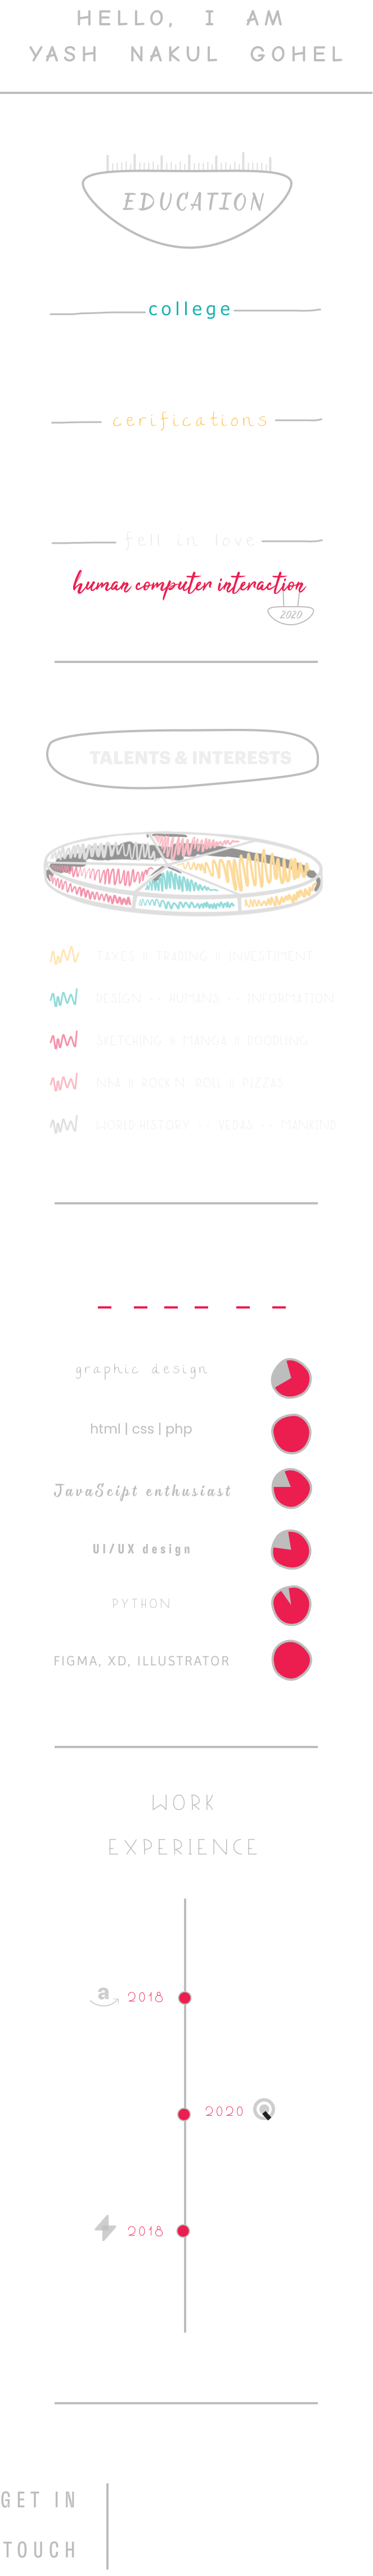 HELLO, I AM
YASH NAKUL GOHEL
EDUCATION
college
cerifications
fell in love
human computer interaction
2020
TALENTS & INTERESTS
TAXES // TRADING // INVESTIMENT
DESIGN -- HUMANS -- INFORMATION
SKETCHING // MANGA // DOODLING
NBA // ROCK N ROLL // PIZZAS
WORLD HISTORY -- VEDAS -- MANKIND
graphic design
html | css | php
JavaScipt enthusiast
UI/UX design
PYTHON
FIGMA, XD, ILLUSTRATOR
WORK
EXPERIENCE
a 2018
2020
2018
GET IN
TOUCH